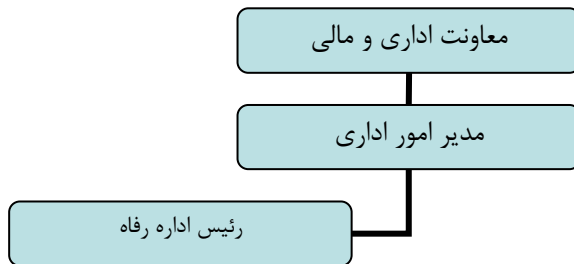 معاونت اداری و مالی
مدیر امور اداری
رئیس اداره رفاه